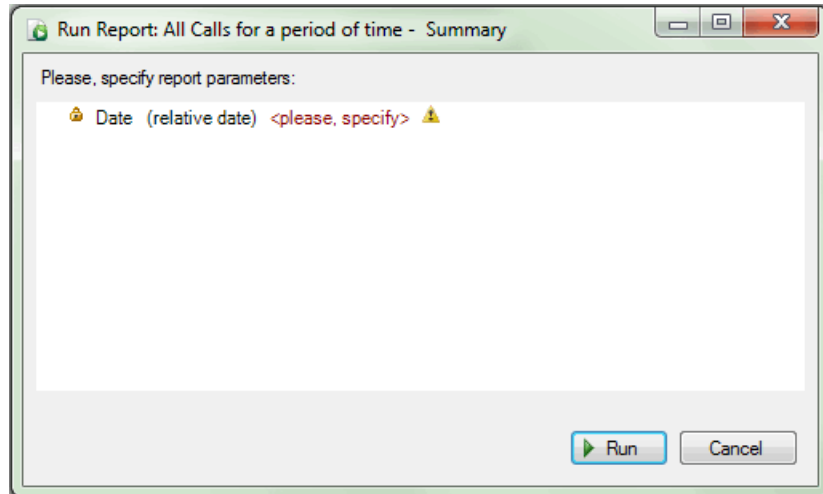 Run Report: All Calls for a period of time - Summary
Please, specify report parameters:
Date (relative date) <please, specify>
Run Cancel